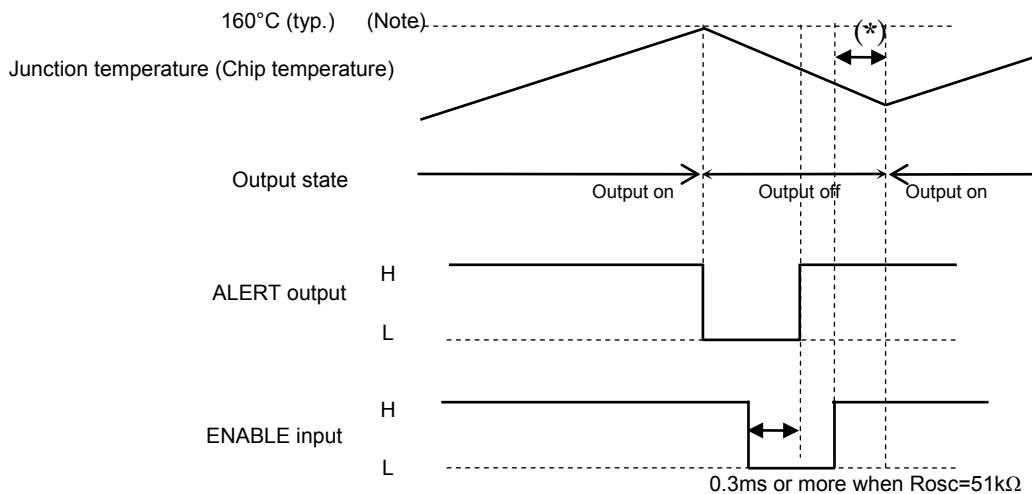 160°C (typ.) (Note)
(*)
Junction temperature (Chip temperature)
Output state
Output on
Output off
Output on
H
ALERT output
L
H
ENABLE input
L
0.3ms or more when Rosc=51kΩ